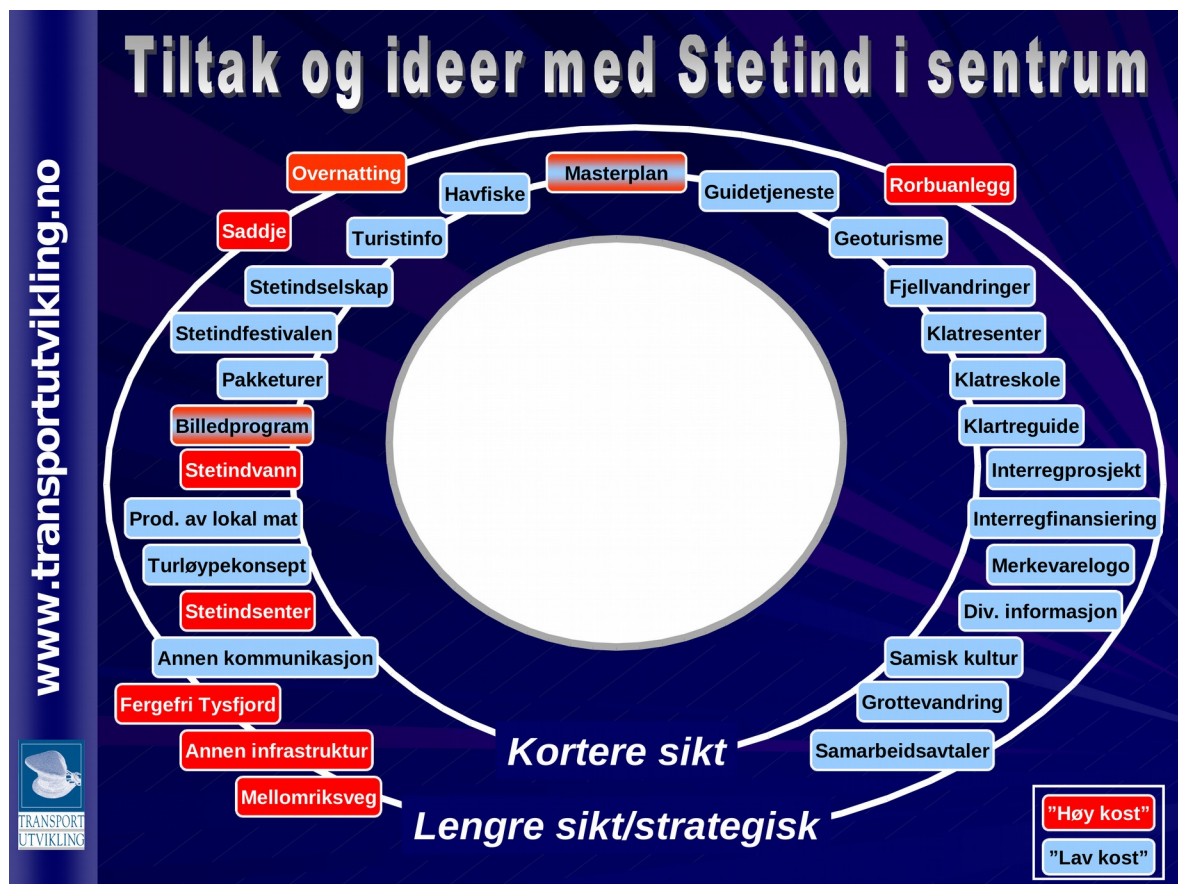 Tiltak og ideer med Stetind i sentrum
www.transportutvikling.no
Overnatting
Masterplan
Rorbuanlegg
Havfiske
Guidetjeneste
Saddje
Turistinfo
Geoturisme
Stetindselskap
Fjellvandringer
Stetindfestivalen
Klatresenter
Pakketurer
Klatreskole
Billedprogram
Klartreguide
Stetindvann
Interregprosjekt
Prod. av lokal mat
Interregfinansiering
Turløypekonsept
Merkevarelogo
Stetindsenter
Div. informasjon
Annen kommunikasjon
Samisk kultur
Fergefri Tysfjord
Grottevandring
Annen infrastruktur
Kortere sikt
Samarbeidsavtaler
Mellomriksveg
Lengre sikt/strategisk
”Høy kost”
”Lav kost”
TRANSPORT
UTVIKLING